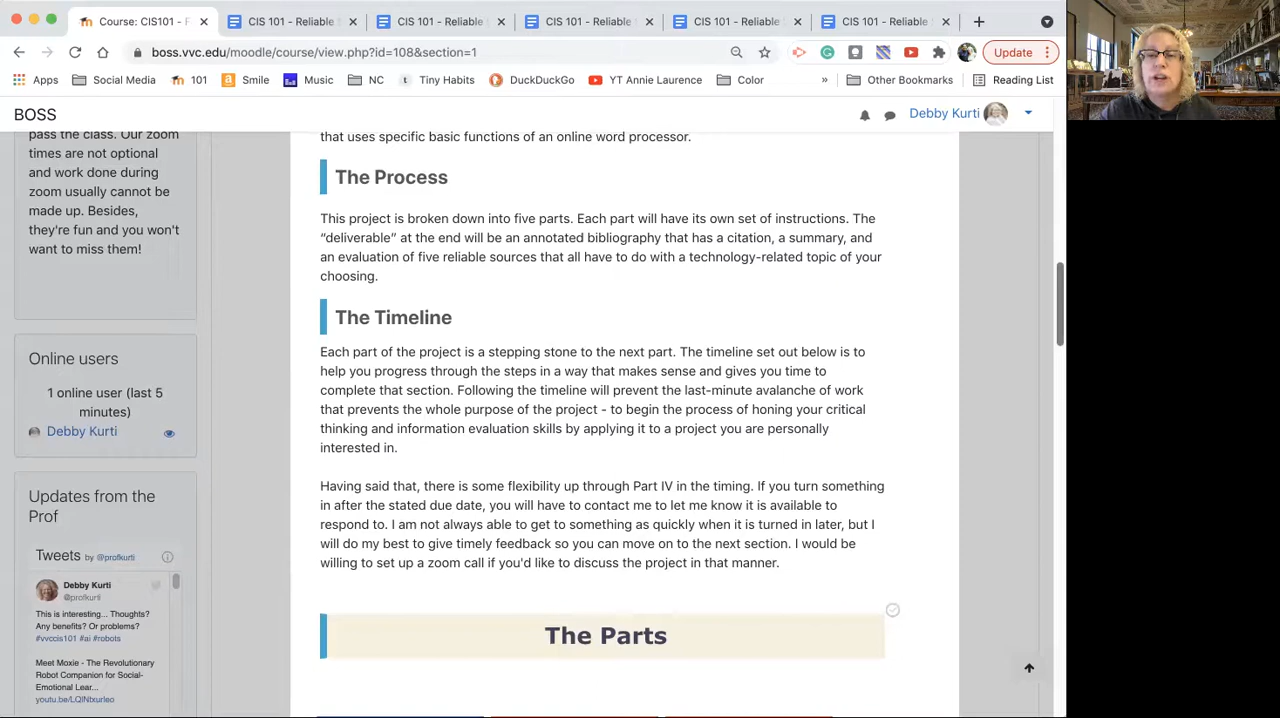 Course: CIS101 - F
CIS 101 - Reliable
CIS 101 - Reliable
CIS 101 - Reliable
CIS 101 - Reliable
CIS 101 - Reliable
boss.vvc.edu/moodle/course/view.php?id=108&section=1
Update
Apps
Social Media
101
Smile
Music
NC
Tiny Habits
DuckDuckGo
YT Annie Laurence
Color
»
Other Bookmarks
Reading List
BOSS
Debby Kurti
pass the class. Our zoom
times are not optional
and work done during
zoom usually cannot be
made up. Besides,
they're fun and you won't
want to miss them!
Online users
1 online user (last 5
minutes)
Debby Kurti
Updates from the
Prof
Tweets by @profkurti
Debby Kurti
@profkurti
This is interesting... Thoughts?
Any benefits? Or problems?
#vvccis101 #ai #robots
Meet Moxie - The Revolutionary
Robot Companion for Social-
Emotional Lear...
that uses specific basic functions of an online word processor.
The Process
This project is broken down into five parts. Each part will have its own set of instructions. The
“deliverable” at the end will be an annotated bibliography that has a citation, a summary, and
an evaluation of five reliable sources that all have to do with a technology-related topic of your
choosing.
The Timeline
Each part of the project is a stepping stone to the next part. The timeline set out below is to
help you progress through the steps in a way that makes sense and gives you time to
complete that section. Following the timeline will prevent the last-minute avalanche of work
that prevents the whole purpose of the project - to begin the process of honing your critical
thinking and information evaluation skills by applying it to a project you are personally
interested in.
Having said that, there is some flexibility up through Part IV in the timing. If you turn something
in after the stated due date, you will have to contact me to let me know it is available to
respond to. I am not always able to get to something as quickly when it is turned in later, but I
will do my best to give timely feedback so you can move on to the next section. I would be
willing to set up a zoom call if you'd like to discuss the project in that manner.
The Parts